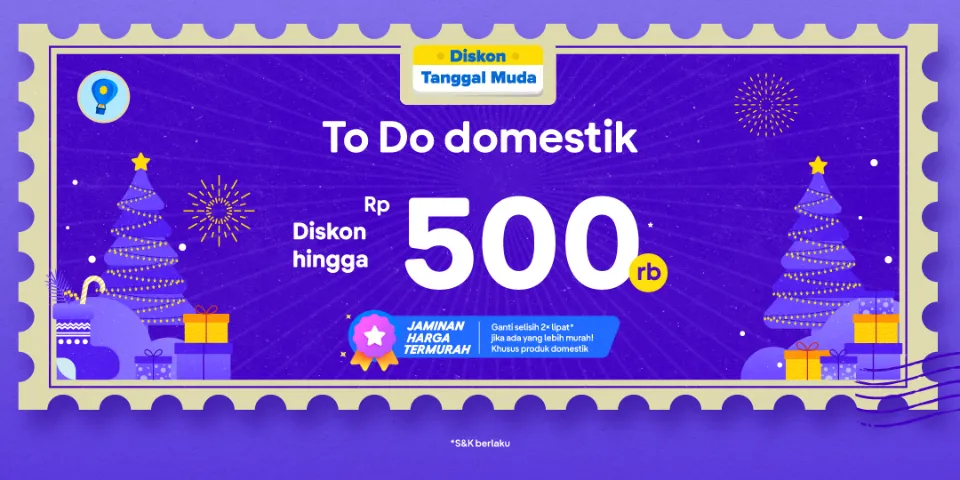 Diskon
Tanggal Muda
To Do domestik
Diskon
hingga
Rp
500
rb
*
JAMINAN
HARGA
TERMURAH
Ganti selisih 2x lipat*
jika ada yang lebih murah!
Khusus produk domestik
*S&K berlaku